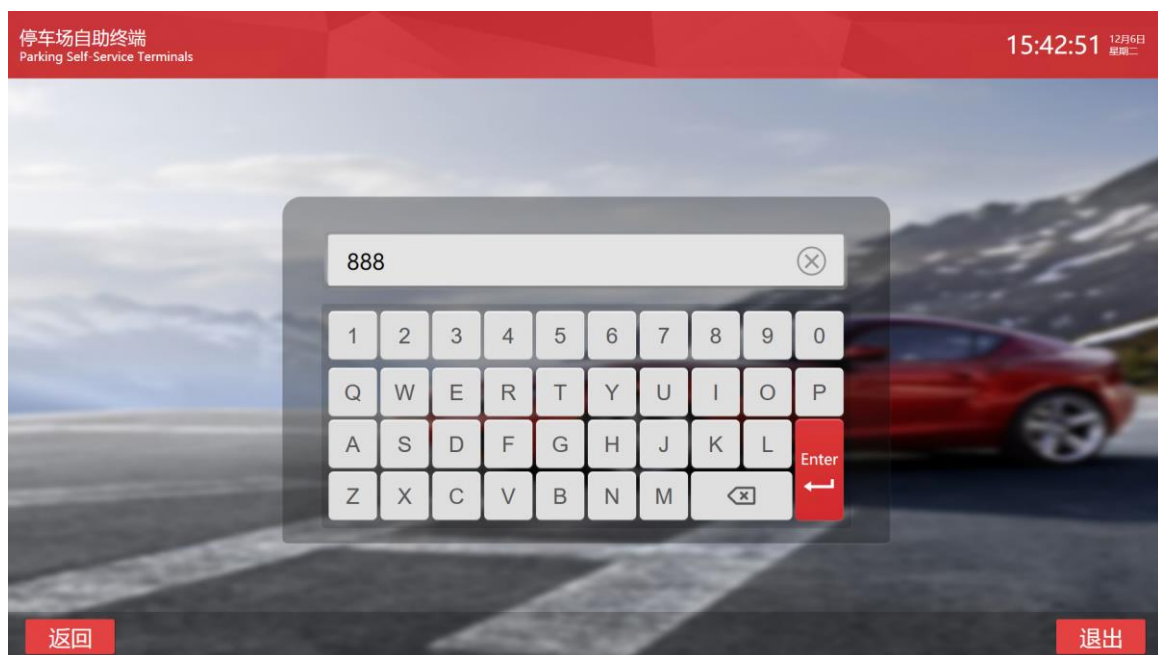 停车场自助终端
Parking Self-Service Terminals
15:42:51
12月6日
星期二
888
1 2 3 4 5 6 7 8 9 0
Q W E R T Y U I O P
A S D F G H J K L
Enter
Z X C V B N M
返回
退出